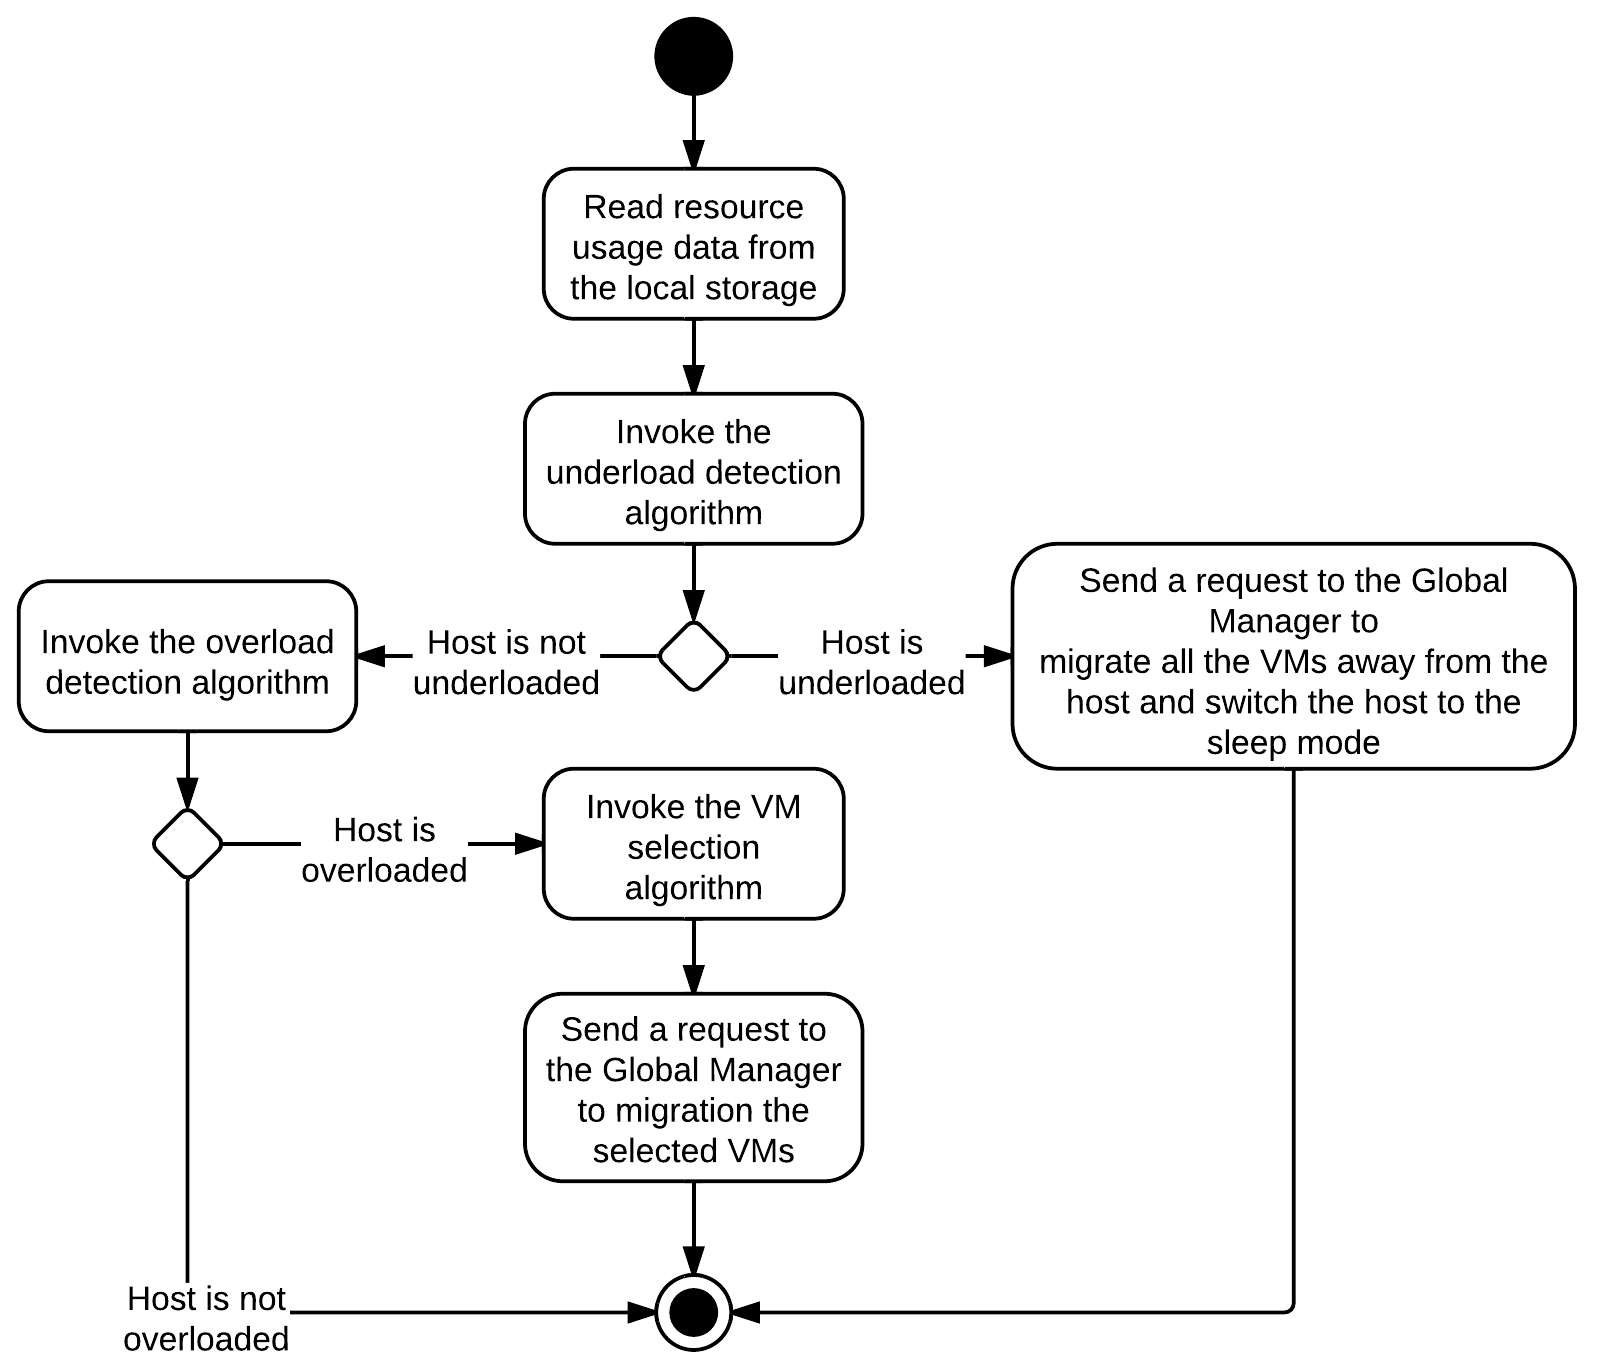 Read resource
usage data from
the local storage
Invoke the
underload detection
algorithm
Invoke the overload
detection algorithm
Host is not
underloaded
Host is
underloaded
Send a request to the Global
Manager to
migrate all the VMs away from the
host and switch the host to the
sleep mode
Host is
overloaded
Invoke the VM
selection
algorithm
Send a request to
the Global Manager
to migration the
selected VMs
Host is not
overloaded